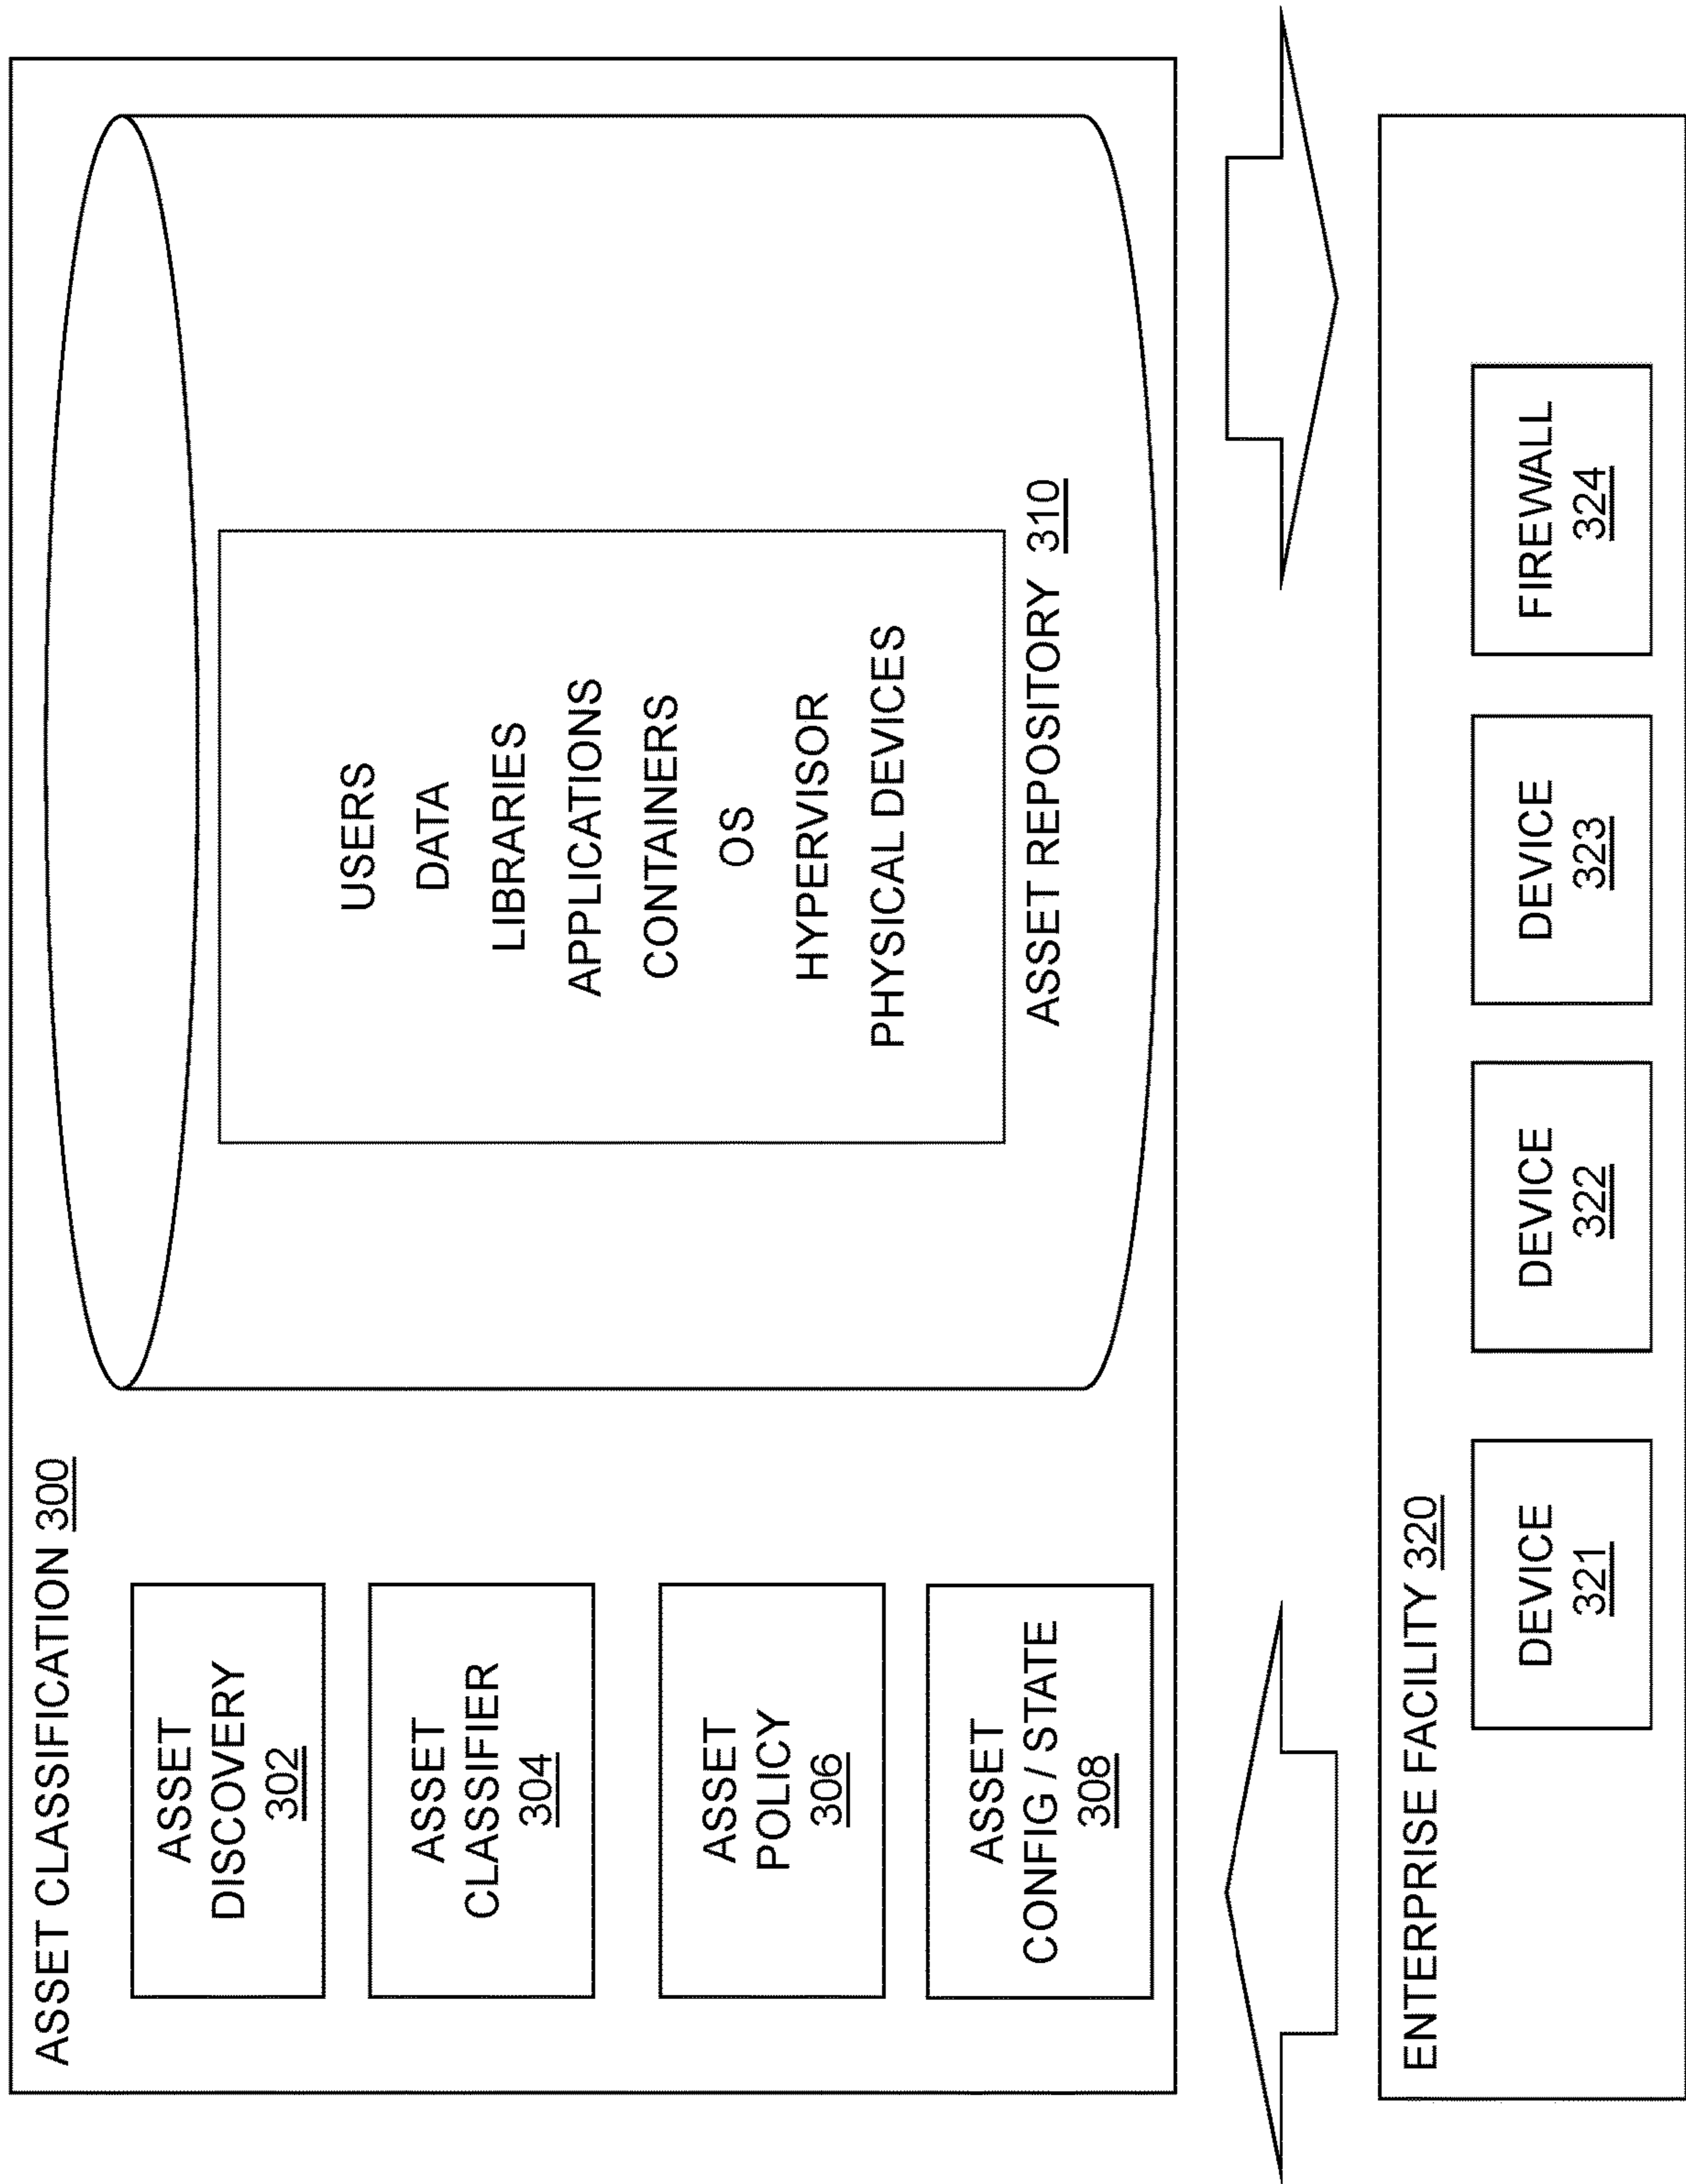 ASSET CLASSIFICATION 300
ASSET
DISCOVERY
302
ASSET
CLASSIFIER
304
ASSET
POLICY
306
ASSET
CONFIG / STATE
308
USERS
DATA
LIBRARIES
APPLICATIONS
CONTAINERS
OS
HYPERVISOR
PHYSICAL DEVICES
ASSET REPOSITORY 310
ENTERPRISE FACILITY 320
DEVICE
321
DEVICE
322
DEVICE
323
FIREWALL
324